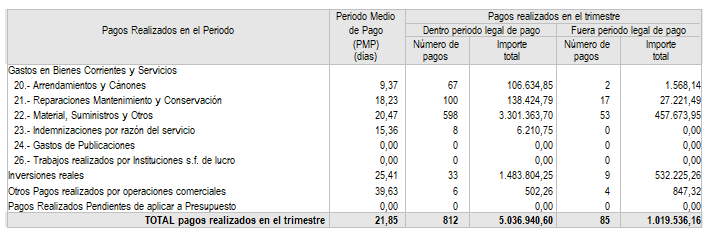 Pagos Realizados en el Periodo
Periodo Medio de Pago (PMP) (días)
Pagos realizados en el trimestre
Dentro periodo legal de pago Fuera periodo legal de pago
Número de pagos Importe total Número de pagos Importe total
Gastos en Bienes Corrientes y Servicios
20.- Arrendamientos y Cánones 9,37 67 106.634,85 2 1.568,14
21.- Reparaciones Mantenimiento y Conservación 18,23 100 138.424,79 17 27.221,49
22.- Material, Suministros y Otros 20,47 598 3.301.363,70 53 457.673,95
23.- Indemnizaciones por razón del servicio 15,36 8 6.210,75 0 0,00
24.- Gastos de Publicaciones 0,00 0 0,00 0 0,00
26.- Trabajos realizados por Instituciones s.f. de lucro 0,00 0 0,00 0 0,00
Inversiones reales 25,41 33 1.483.804,25 9 532.225,26
Otros Pagos realizados por operaciones comerciales 39,63 6 502,26 4 847,32
Pagos Realizados Pendientes de aplicar a Presupuesto 0,00 0 0,00 0 0,00
TOTAL pagos realizados en el trimestre 21,85 812 5.036.940,60 85 1.019.536,16